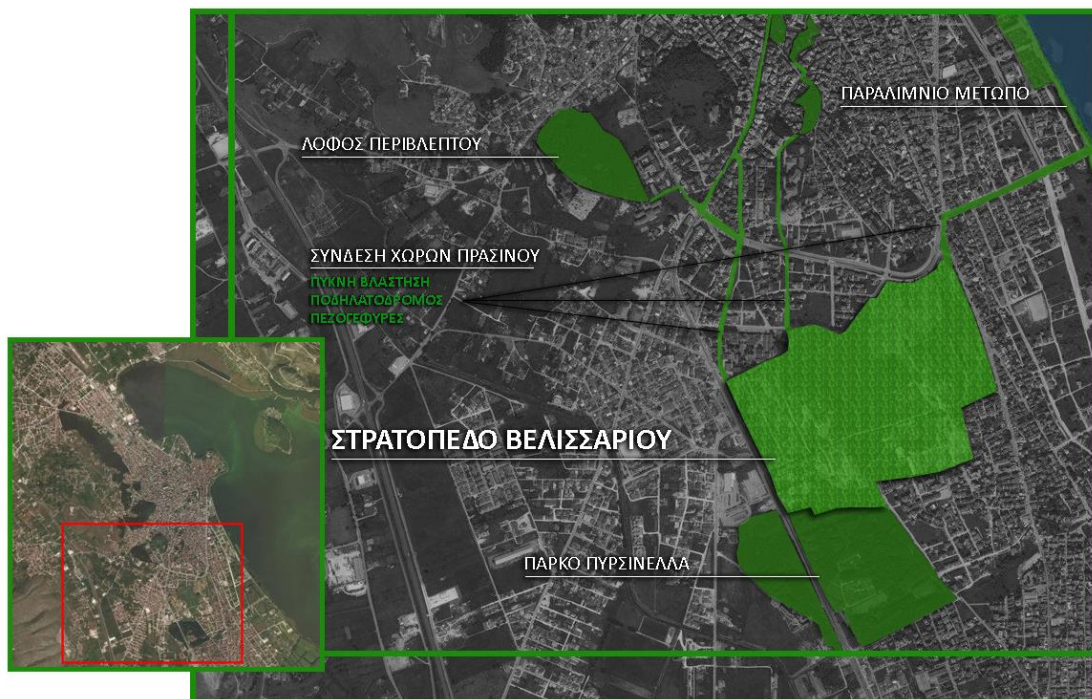 ΠΑΡΑΛΙΜΝΙΟ ΜΕΤΩΠΟ
ΛΟΦΟΣ ΠΕΡΙΒΛΕΠΤΟΥ
ΣΥΝΔΕΣΗ ΧΩΡΩΝ ΠΡΑΣΙΝΟΥ
ΠΥΚΝΗ ΒΛΑΣΤΗΣΗ
ΠΟΔΗΛΑΤΟΔΡΟΜΟΣ
ΠΕΖΟΓΕΦΥΡΕΣ
ΣΤΡΑΤΟΠΕΔΟ ΒΕΛΙΣΣΑΡΙΟΥ
ΠΑΡΚΟ ΠΥΡΣΙΝΕΛΛΑ